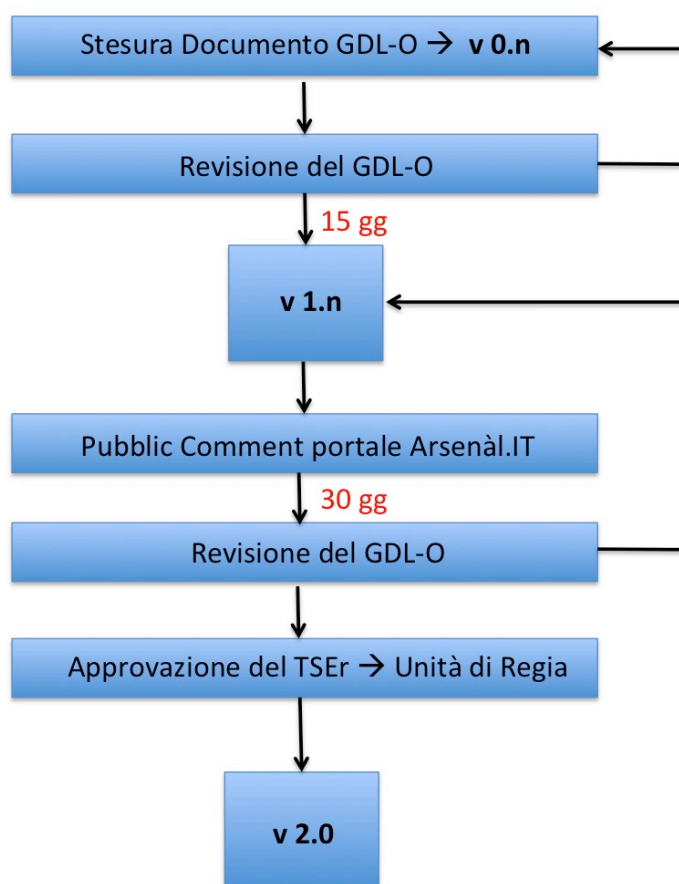 Stesura Documento GDL-O → v 0.n
Revisione del GDL-O
15 gg
v 1.n
Pubblic Comment portale Arsenàl.IT
30 gg
Revisione del GDL-O
Approvazione del TSEr → Unità di Regia
v 2.0